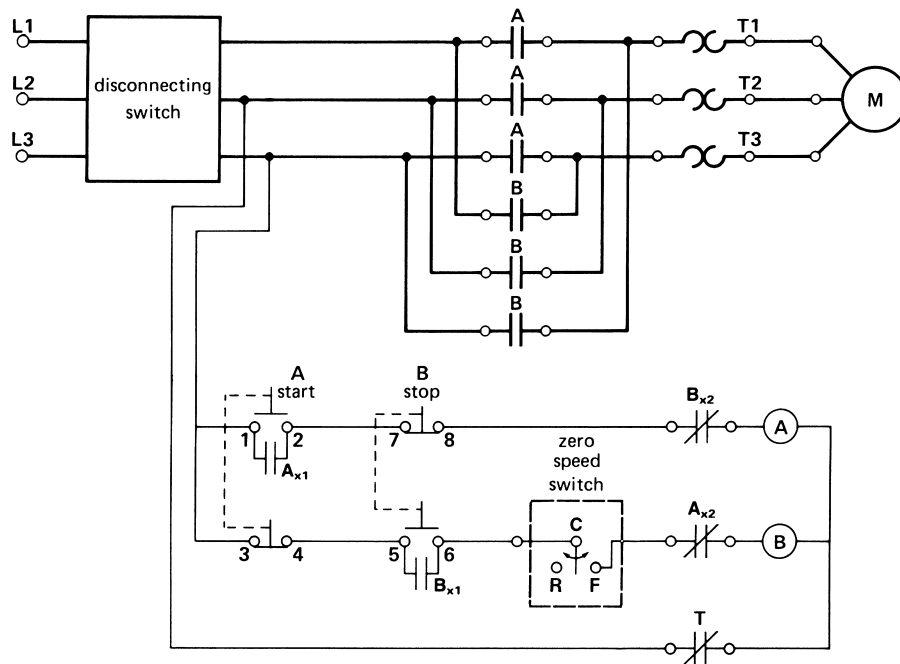 L1
L2
L3
disconnecting
switch
A
A
A
B
B
B
T1
T2
T3
M
A
start
B
stop
1
2
7
8
Ax1
Bx2
A
zero
speed
switch
3
4
5
6
Bx1
C
R
F
Ax2
B
T